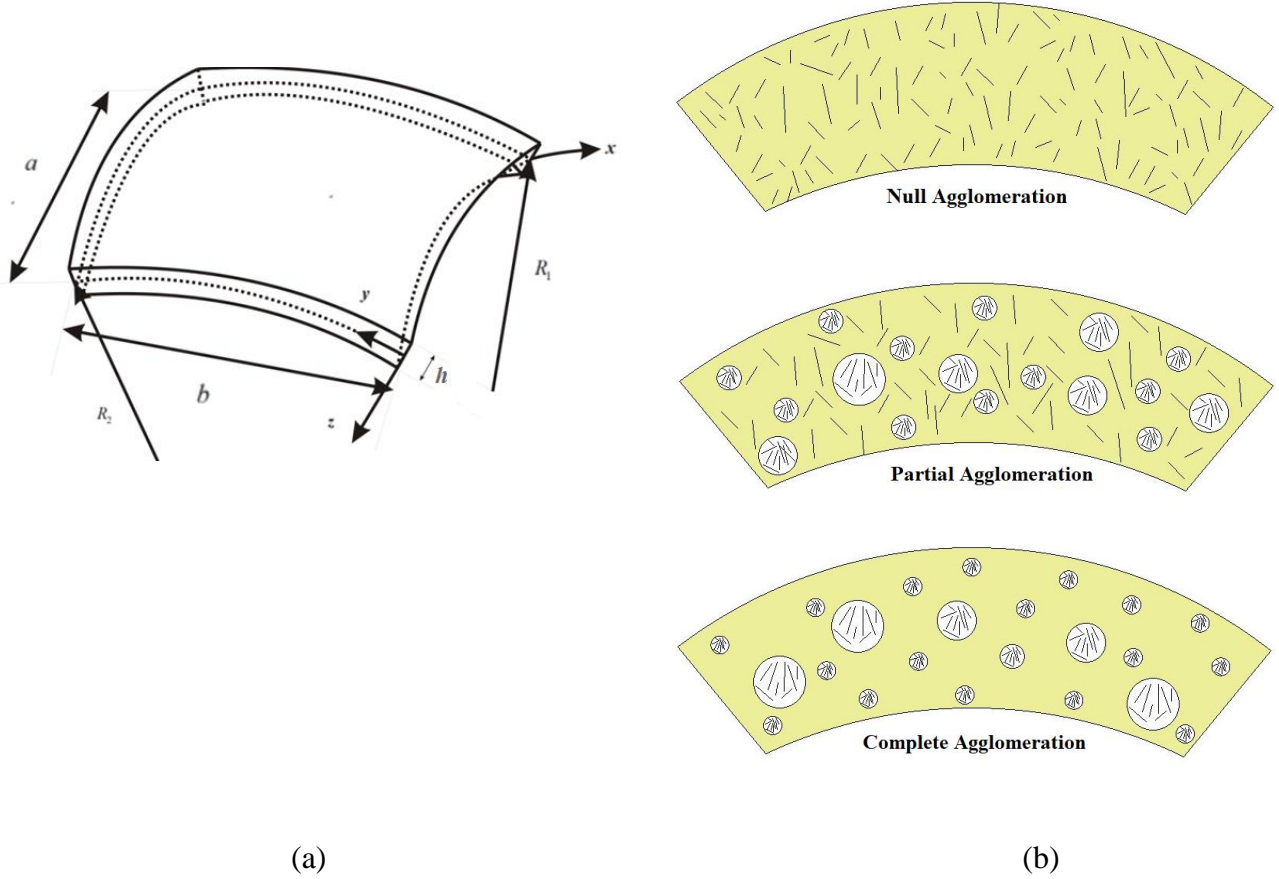 a
x
R₁
y
h
b
R₂
z
Null Agglomeration
Partial Agglomeration
Complete Agglomeration
(a)
(b)